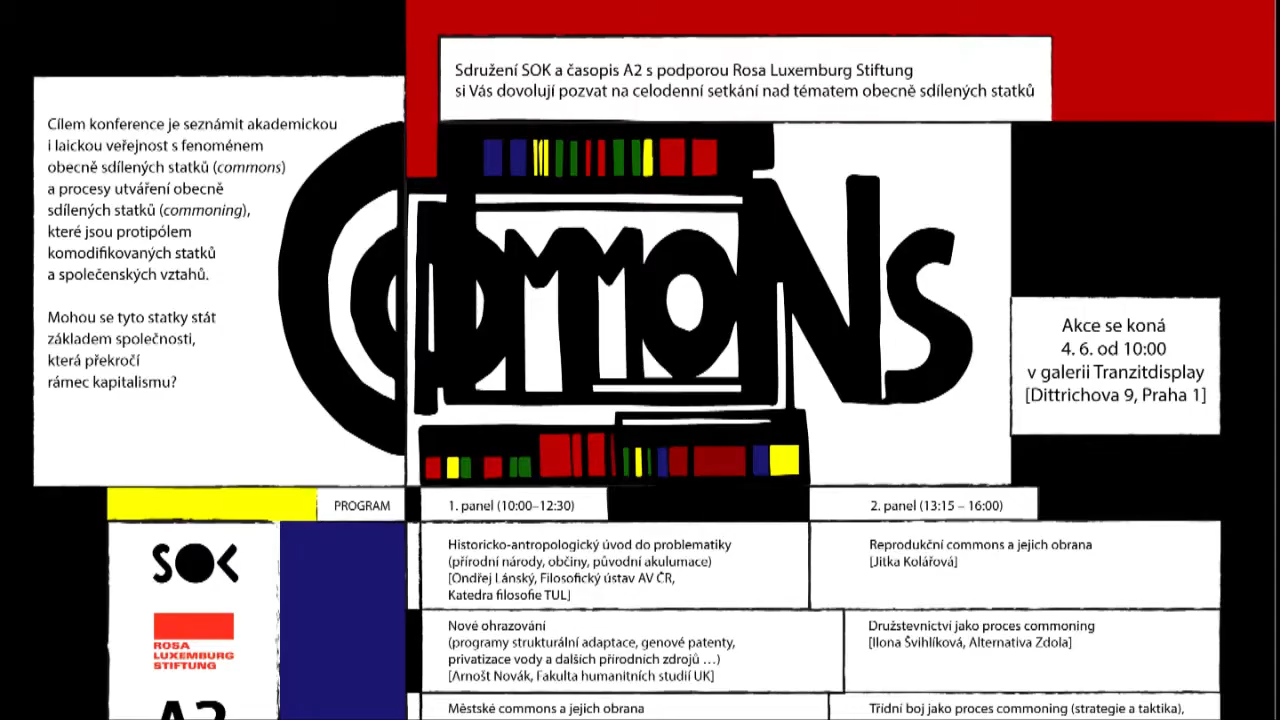 Sdružení SOK a časopis A2 s podporou Rosa Luxemburg Stiftung
si Vás dovolují pozvat na celodenní setkání nad tématem obecně sdílených statků
Cílem konference je seznámit akademickou
i laickou veřejnost s fenoménem
obecně sdílených statků (commons)
a procesy utváření obecně
sdílených statků (commoning),
které jsou protipólem
komodifikovaných statků
a společenských vztahů.
Mohou se tyto statky stát
základem společnosti,
která překročí
rámec kapitalismu?
COMMONS
Akce se koná
4. 6. od 10:00
v galerii Tranzitdisplay
[Dittrichova 9, Praha 1]
PROGRAM
1. panel (10:00–12:30)
2. panel (13:15 – 16:00)
SOK
ROSA
LUXEMBURG
STIFTUNG
A2
Historicko-antropologický úvod do problematiky
(přírodní národy, občiny, původní akulumace)
[Ondřej Lánský, Filosofický ústav AV ČR,
Katedra filosofie TUL]
Reprodukční commons a jejich obrana
[Jitka Kolářová]
Nové ohrazování
(programy strukturální adaptace, genové patenty,
privatizace vody a dalších přírodních zdrojů …)
[Arnošt Novák, Fakulta humanitních studií UK]
Družstevnictví jako proces commoning
[Ilona Švihlíková, Alternativa Zdola]
Městské commons a jejich obrana
Třídní boj jako proces commoning (strategie a taktika),